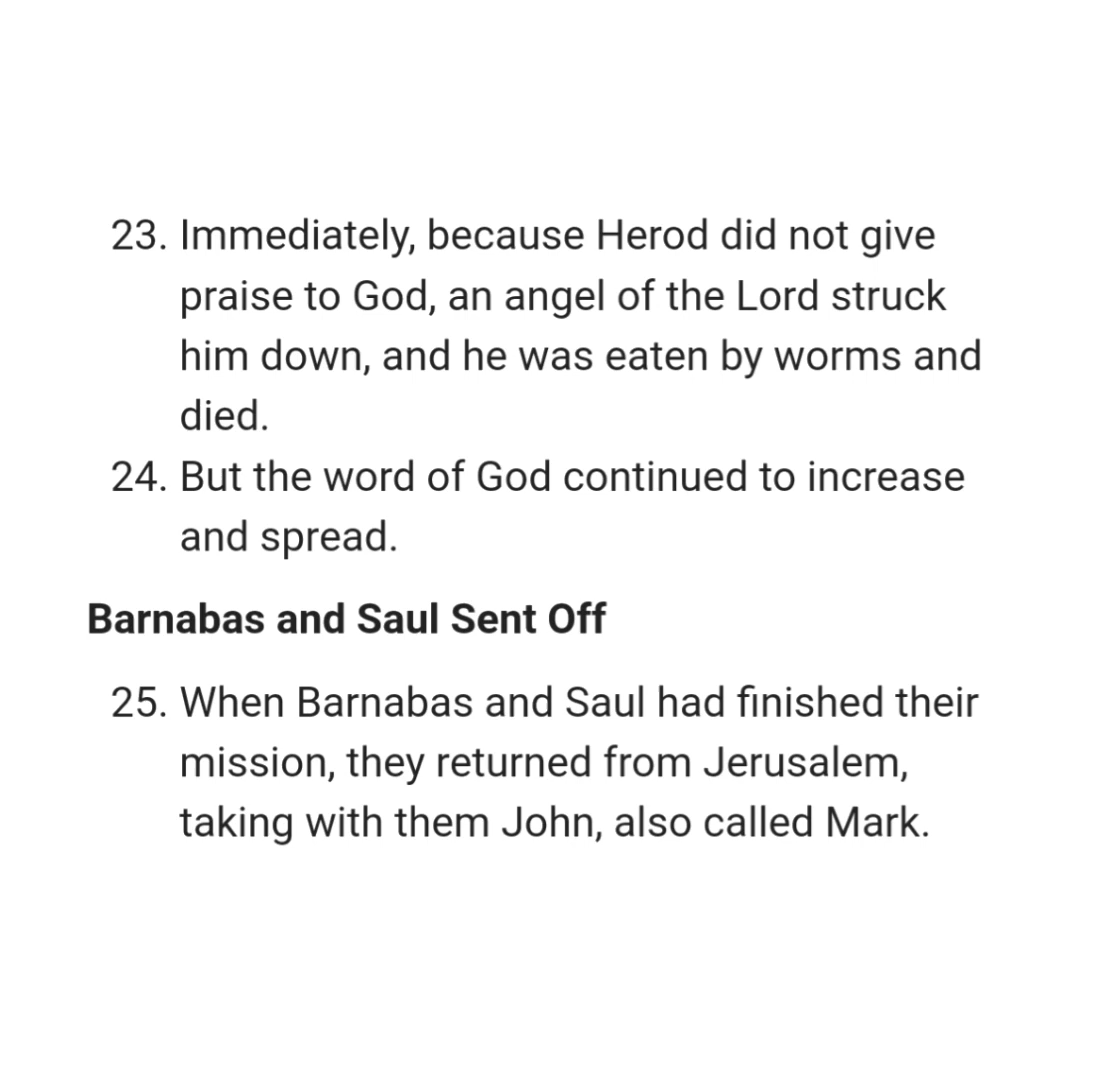 23. Immediately, because Herod did not give
praise to God, an angel of the Lord struck
him down, and he was eaten by worms and
died.
24. But the word of God continued to increase
and spread.
Barnabas and Saul Sent Off
25. When Barnabas and Saul had finished their
mission, they returned from Jerusalem,
taking with them John, also called Mark.